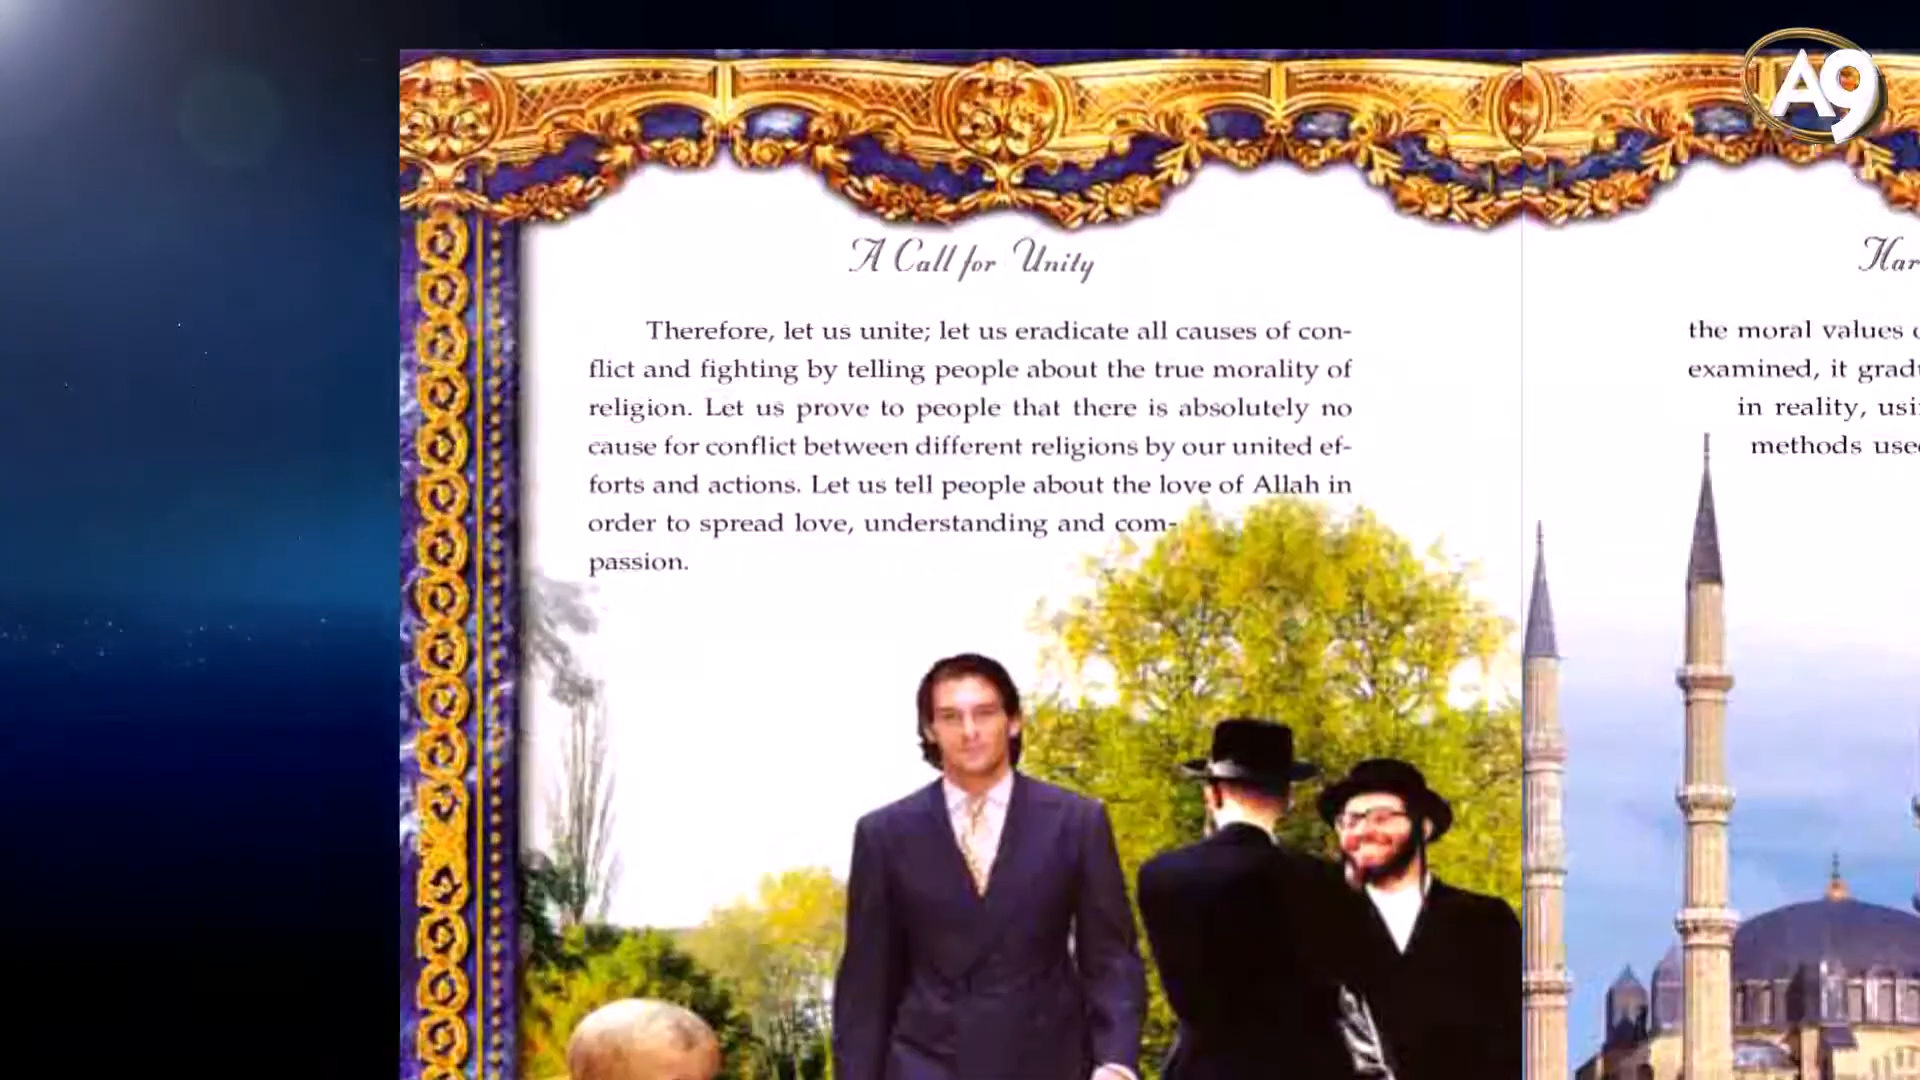 A9
A Call for Unity
Therefore, let us unite; let us eradicate all causes of con-
flict and fighting by telling people about the true morality of
religion. Let us prove to people that there is absolutely no
cause for conflict between different religions by our united ef-
forts and actions. Let us tell people about the love of Allah in
order to spread love, understanding and com-
passion.
Har
the moral values
examined, it
in reality,
methods